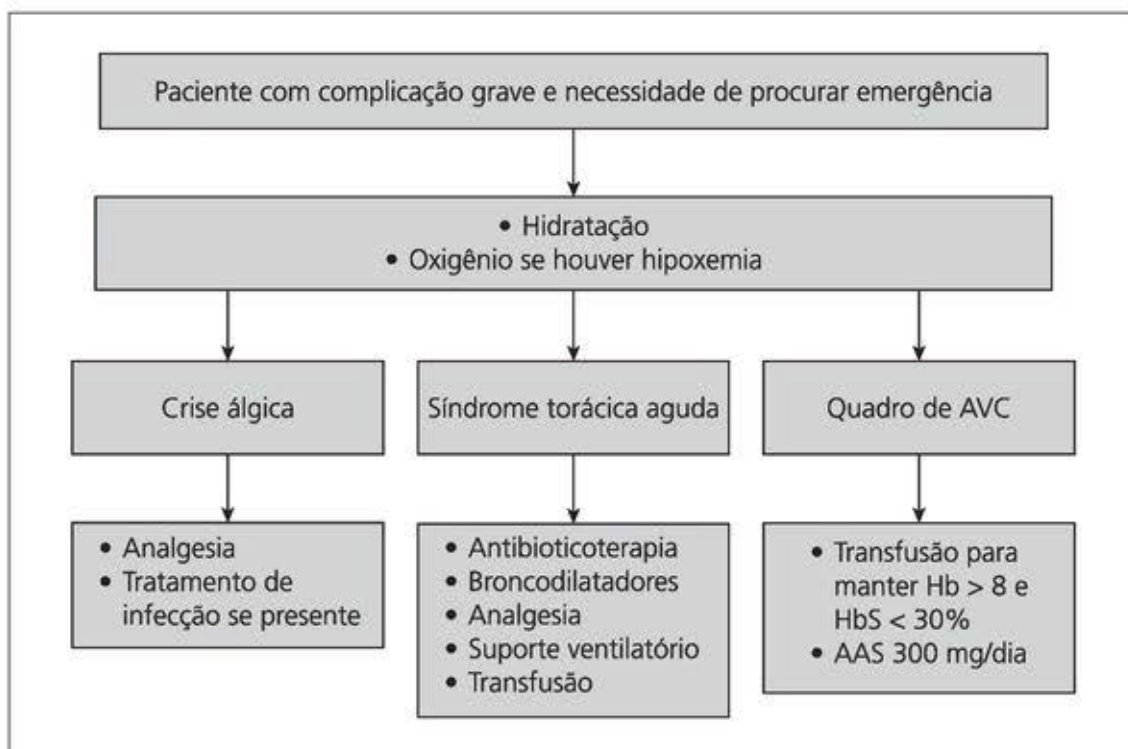 Paciente com complicação grave e necessidade de procurar emergência
• Hidratação
• Oxigênio se houver hipoxemia
Crise álgica
Síndrome torácica aguda
Quadro de AVC
• Analgesia
• Tratamento de
infecção se presente
• Antibioticoterapia
• Broncodilatadores
• Analgesia
• Suporte ventilatório
• Transfusão
• Transfusão para
manter Hb > 8 e
HbS < 30%
• AAS 300 mg/dia